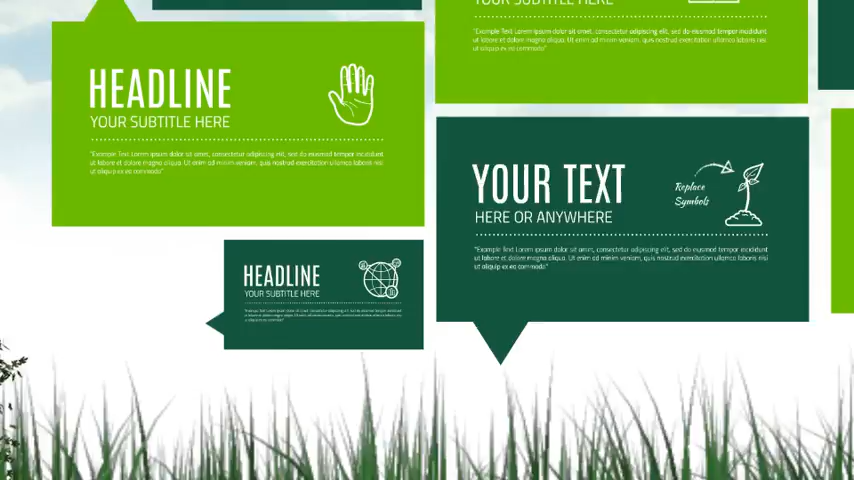 YOUR SUBTITLE HERE
"Example Text Lorem ipsum dolor sit amet, consectetur adipiscing elit, sed do eiusmod tempor incididunt
ut labore et dolore magna aliqua. Ut enim ad minim veniam, quis nostrud exercitation ullamco laboris nisi
ut aliquip ex ea commodo"
HEADLINE
YOUR SUBTITLE HERE
"Example Text Lorem ipsum dolor sit amet, consectetur adipiscing elit, sed do eiusmod tempor incididunt
ut labore et dolore magna aliqua. Ut enim ad minim veniam, quis nostrud exercitation ullamco laboris nisi
ut aliquip ex ea commodo"
YOUR TEXT
HERE OR ANYWHERE
Replace
Symbols
"Example Text Lorem ipsum dolor sit amet, consectetur adipiscing elit, sed do eiusmod tempor incididunt
ut labore et dolore magna aliqua. Ut enim ad minim veniam, quis nostrud exercitation ullamco laboris nisi
ut aliquip ex ea commodo"
HEADLINE
YOUR SUBTITLE HERE